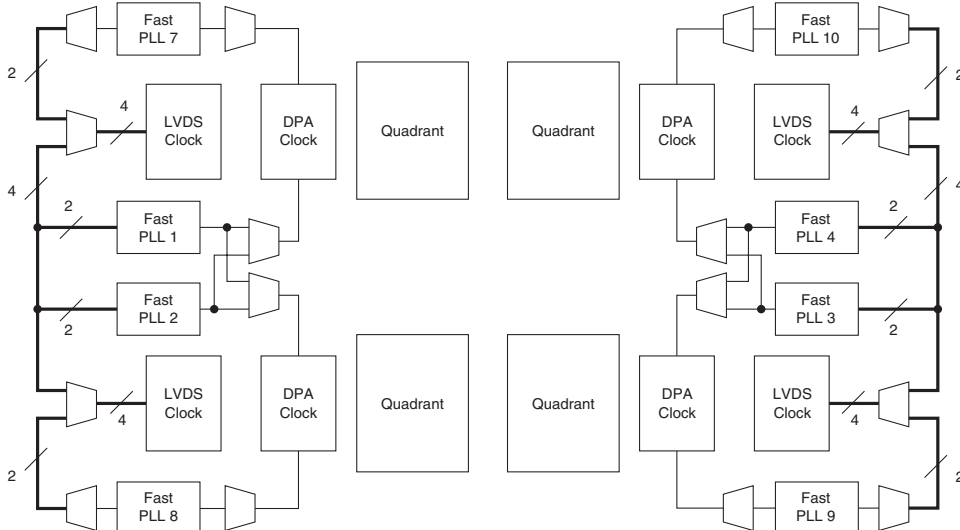 Fast
PLL 7
Fast
PLL 10
2
2
4
LVDS
Clock
DPA
Clock
Quadrant
Quadrant
DPA
Clock
LVDS
Clock
4
4
4
2
Fast
PLL 1
Fast
PLL 4
2
2
Fast
PLL 2
Fast
PLL 3
2
4
LVDS
Clock
DPA
Clock
Quadrant
Quadrant
DPA
Clock
LVDS
Clock
4
2
2
Fast
PLL 8
Fast
PLL 9